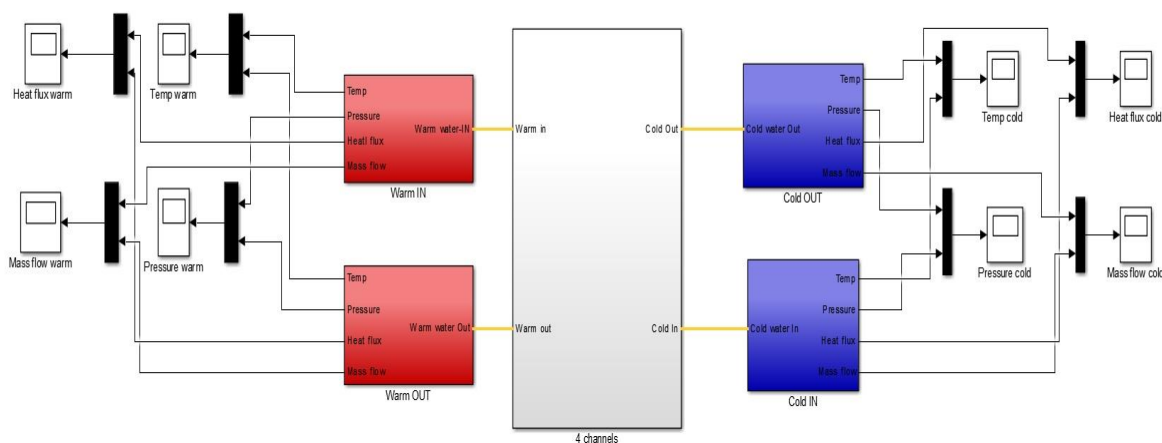 Heat flux warm
Temp warm
Mass flow warm
Pressure warm
Temp
Pressure
Heatl flux
Mass flow
Warm water-IN
Warm IN
Temp
Pressure
Heat flux
Mass flow
Warm water Out
Warm OUT
Warm in
Cold Out
Warm out
Cold In
4 channels
Temp
Pressure
Cold water Out
Heat flux
Mass flow
Cold OUT
Temp
Pressure
Cold water In
Heat flux
Mass flow
Cold IN
Temp cold
Heat flux cold
Pressure cold
Mass flow cold